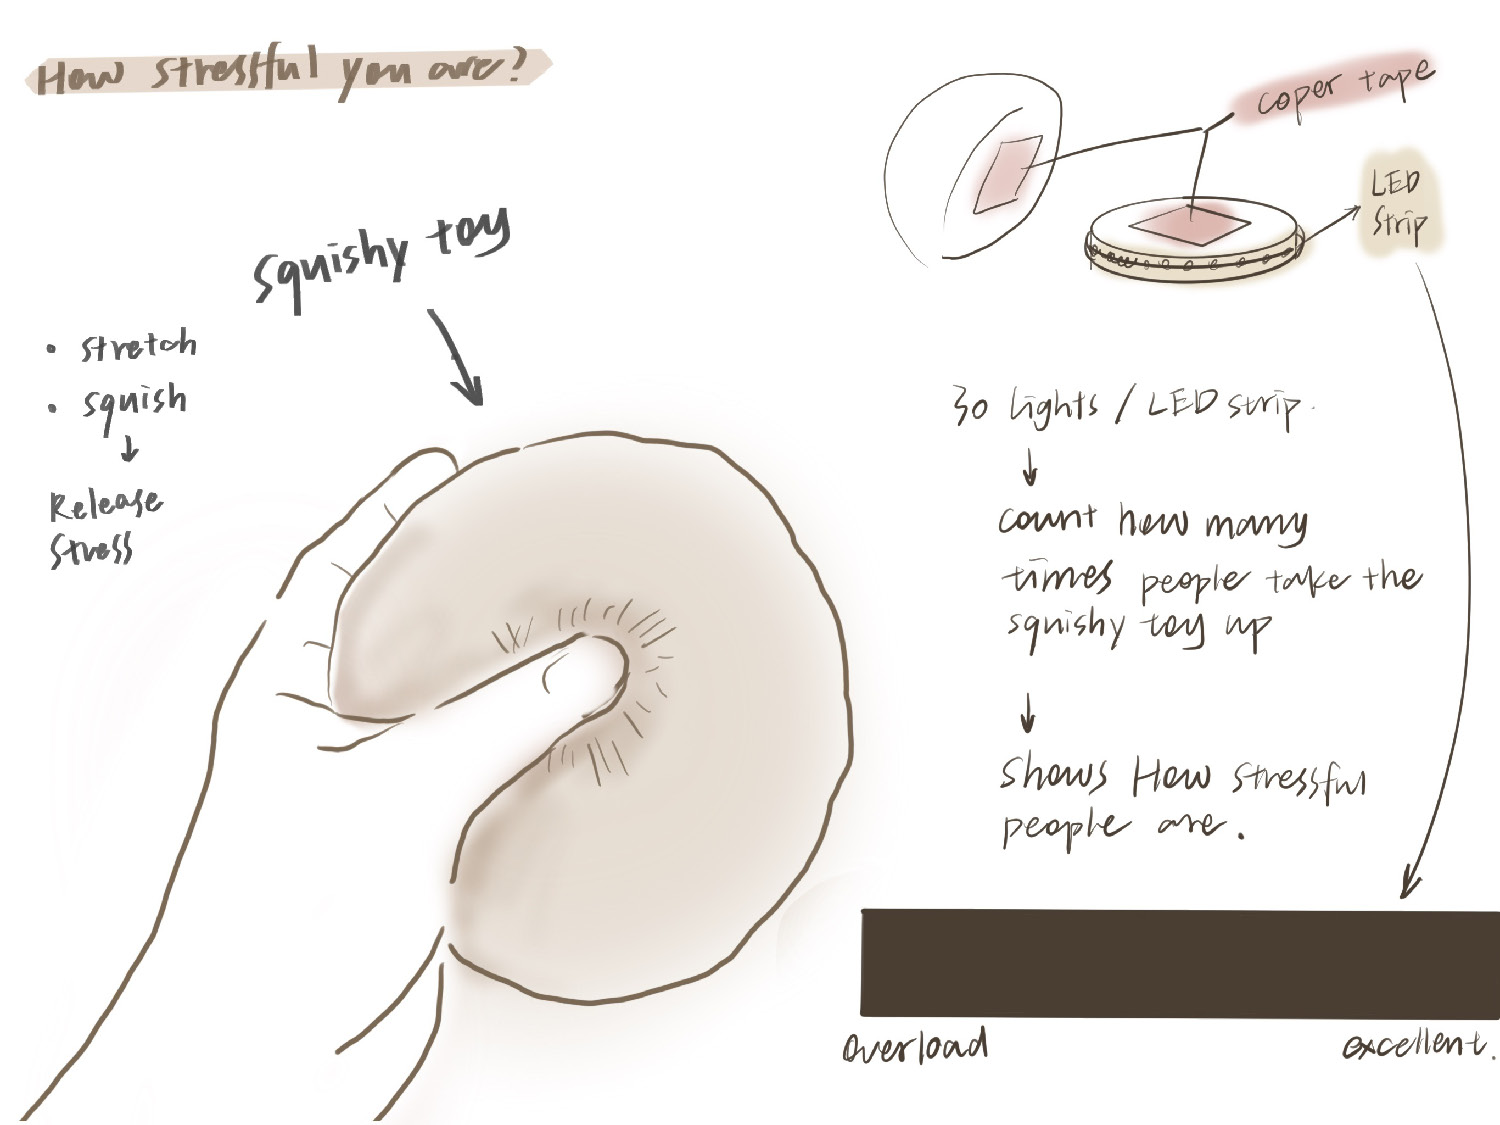 How stressful you are?
squishy toy
• stretch
• squish
Release
stress
coper tape
LED
strip
30 lights / LED strip.
count how many
times people take the
squishy toy up
shows How stressful
people are.
overload
excellent.